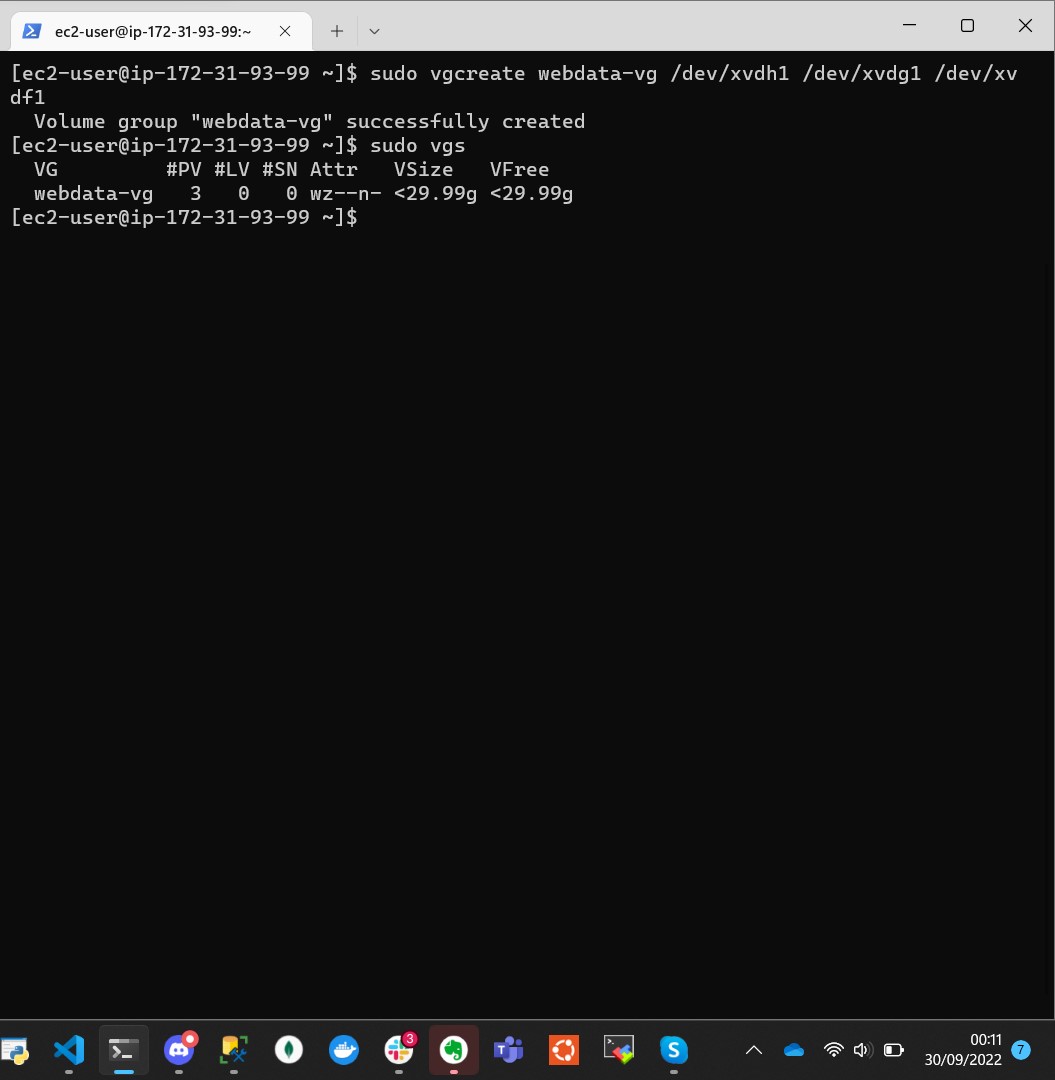 ec2-user@ip-172-31-93-99:~
[ec2-user@ip-172-31-93-99 ~]$ sudo vgcreate webdata-vg /dev/xvdh1 /dev/xvdg1 /dev/xv
df1
  Volume group "webdata-vg" successfully created
[ec2-user@ip-172-31-93-99 ~]$ sudo vgs
  VG         #PV #LV #SN Attr   VSize   VFree
  webdata-vg   3   0   0 wz--n- <29.99g <29.99g
[ec2-user@ip-172-31-93-99 ~]$
3
00:11
30/09/2022
7